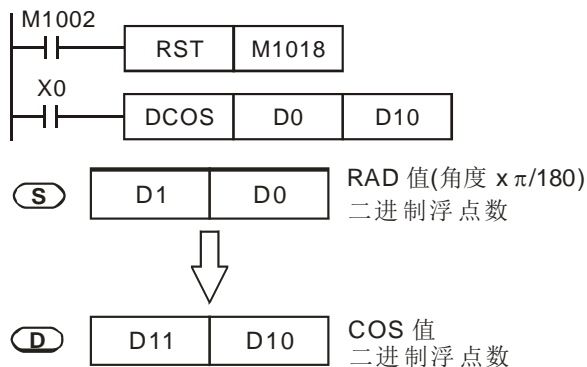 M1002
RST M1018
X0
DCOS D0 D10
S D1 D0 RAD 值(角度 x π/180)
二进制浮点数
D D11 D10 COS 值
二进制浮点数